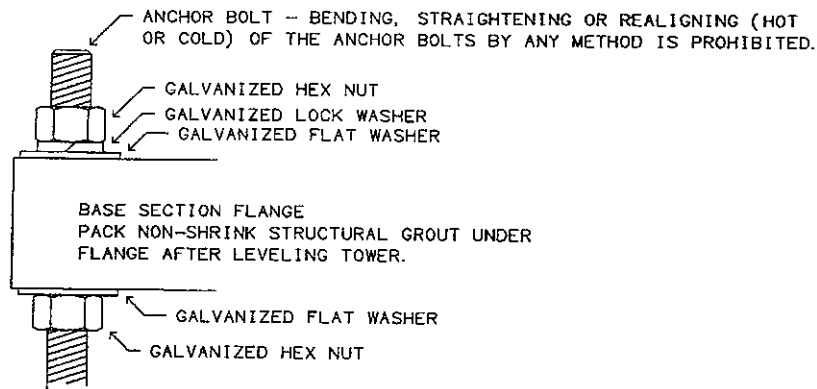 ANCHOR BOLT - BENDING, STRAIGHTENING OR REALIGNING (HOT
OR COLD) OF THE ANCHOR BOLTS BY ANY METHOD IS PROHIBITED.
GALVANIZED HEX NUT
GALVANIZED LOCK WASHER
GALVANIZED FLAT WASHER
BASE SECTION FLANGE
PACK NON-SHRINK STRUCTURAL GROUT UNDER
FLANGE AFTER LEVELING TOWER.
GALVANIZED FLAT WASHER
GALVANIZED HEX NUT